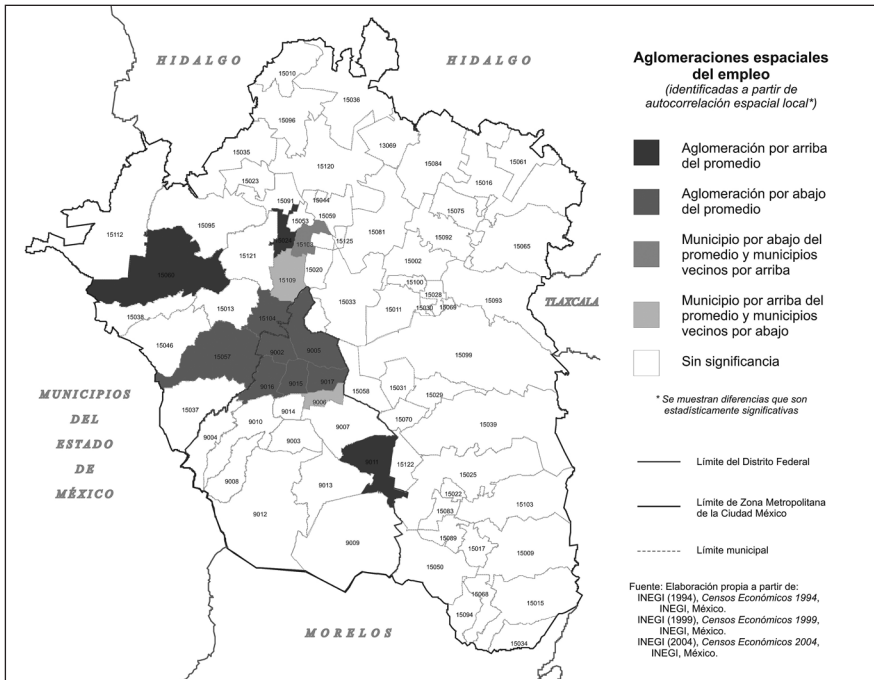 HIDALGO
HIDALGO
15010
15036
15096
13069
15035
15120
15084
15061
15023
15016
15091
15044
15059
15053
15075
15112
15095
15081
15092
15065
15125
15121
15002
15020
15109
15100
15028
15013
15033
15011
15030
15093
TLAXCALA
15038
15104
15046
15057
9002
9005
15099
9016
9015
9017
15058
15031
15029
9006
15037
9014
9010
9007
15070
15039
9004
9003
9011
15122
15025
9008
9013
15022
15103
9012
15083
15089
15017
15009
9009
15050
15068
15015
15094
15034
MUNICIPIOS
DEL
ESTADO
DE
MÉXICO
MORELOS
Aglomeraciones espaciales
del empleo
(identificadas a partir de
autocorrelación espacial local*)
Aglomeración por arriba
del promedio
Aglomeración por abajo
del promedio
Municipio por abajo del
promedio y municipios
vecinos por arriba
Municipio por arriba del
promedio y municipios
vecinos por abajo
Sin significancia
* Se muestran diferencias que son
estadísticamente significativas
Límite del Distrito Federal
Límite de Zona Metropolitana
de la Ciudad México
Límite municipal
Fuente: Elaboración propia a partir de:
INEGI (1994), Censos Económicos 1994,
INEGI, México.
INEGI (1999), Censos Económicos 1999,
INEGI, México.
INEGI (2004), Censos Económicos 2004,
INEGI, México.